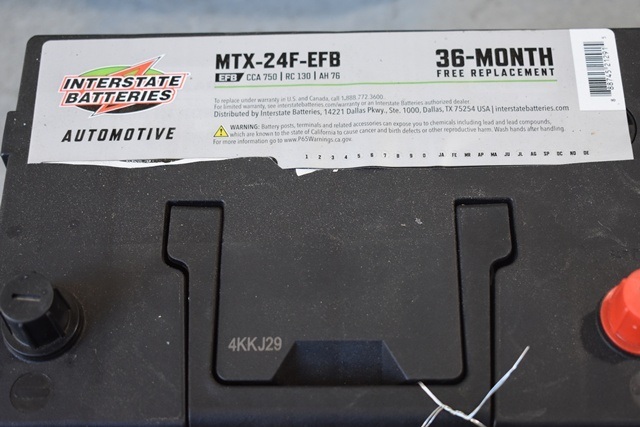 INTERSTATE
BATTERIES
AUTOMOTIVE
MTX-24F-EFB
EFB CCA 750 | RC 130 | AH 76
36-MONTH
FREE REPLACEMENT
To replace under warranty in U.S. and Canada, call 1.888.772.3600.
For limited warranty, see interstatebatteries.com/warranty or an Interstate Batteries authorized dealer.
Distributed by Interstate Batteries, 14221 Dallas Pkwy., Ste. 1000, Dallas, TX 75254 USA | interstatebatteries.com
WARNING: Battery posts, terminals and related accessories can expose you to chemicals including lead and lead compounds,
which are known to the state of California to cause cancer and birth defects or other reproductive harm. Wash hands after handling.
For more information go to www.P65Warnings.ca.gov.
1 2 3 4 5 6 7 8 9 0 JA FE MR AP MA JU JL AU SP OC NO DE
4KKJ29